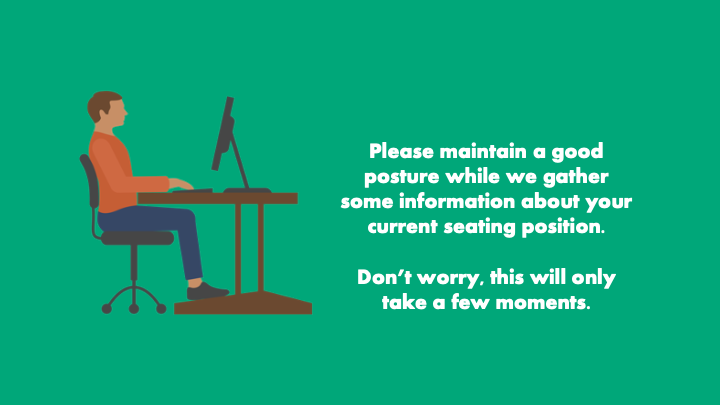 Please maintain a good
posture while we gather
some information about your
current seating position.
Don't worry, this will only
take a few moments.